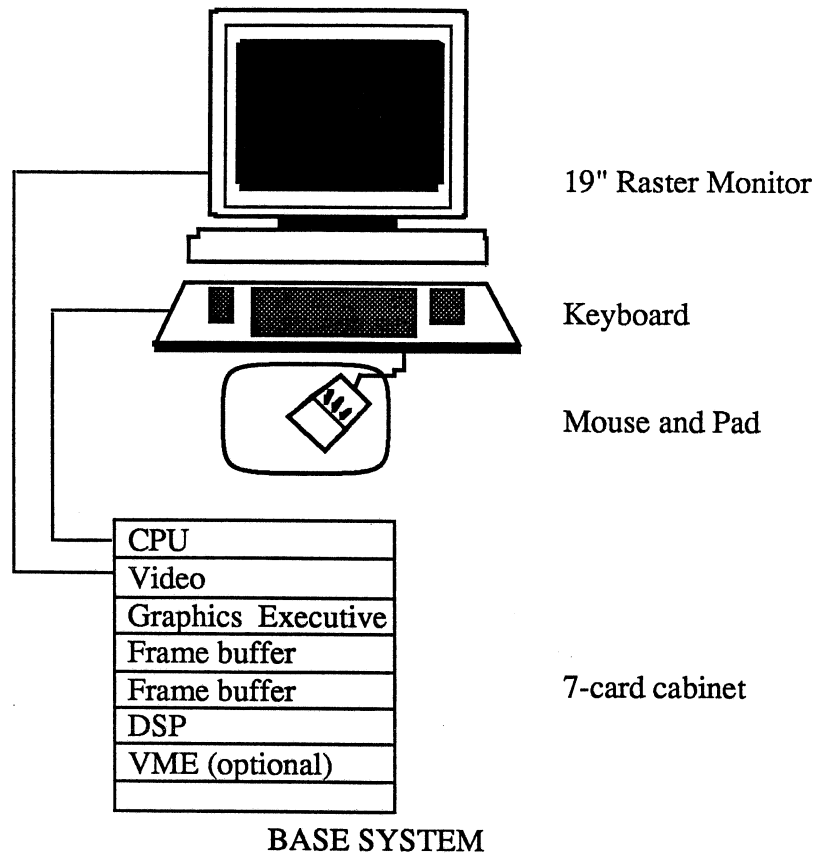 19" Raster Monitor
Keyboard
Mouse and Pad
CPU
Video
Graphics Executive
Frame buffer
Frame buffer
7-card cabinet
DSP
VME (optional)
BASE SYSTEM